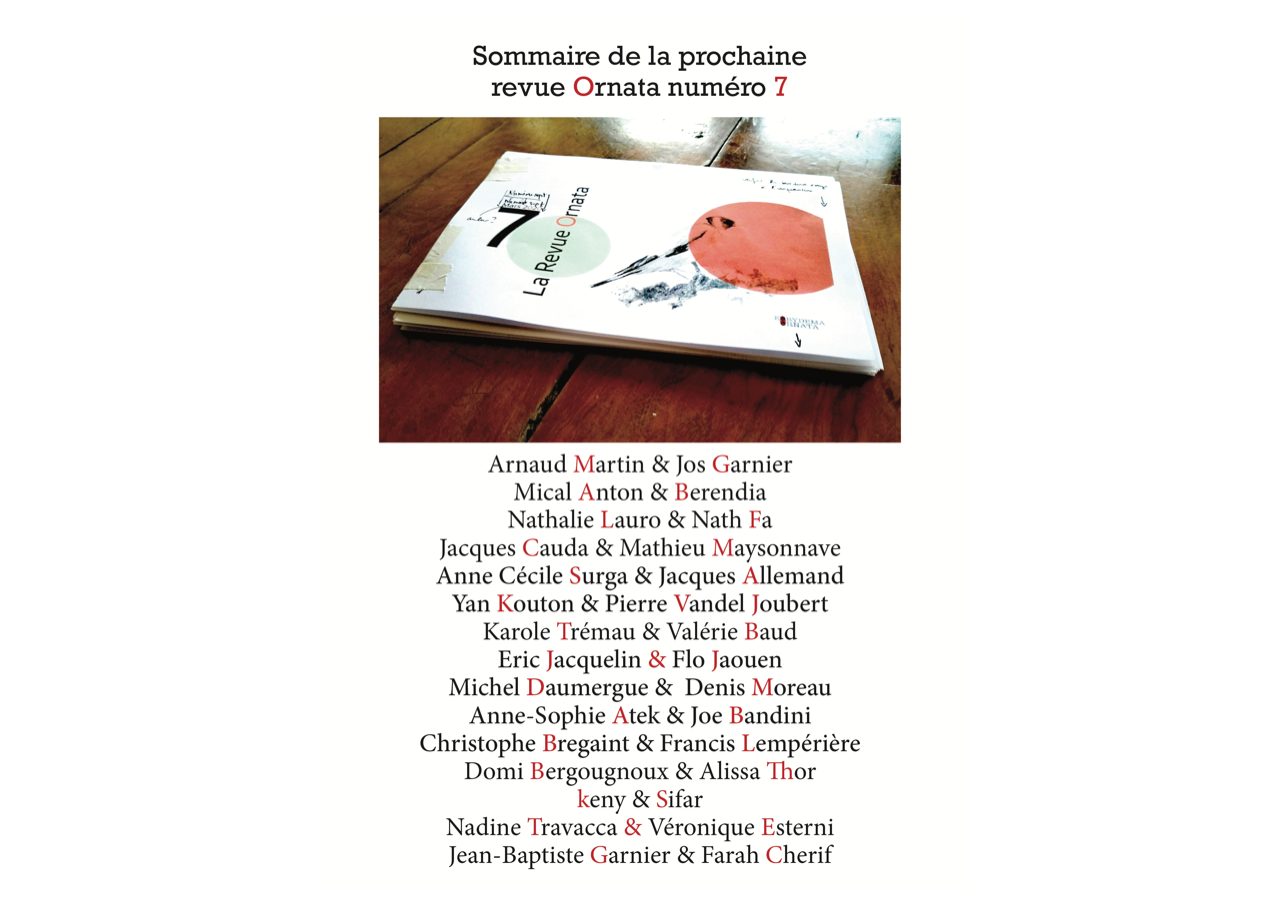 Sommaire de la prochaine
revue Ornata numéro 7
7
La Revue Ornata
Arnaud Martin & Jos Garnier
Mical Anton & Berendia
Nathalie Lauro & Nath Fa
Jacques Cauda & Mathieu Maysonnave
Anne Cécile Surga & Jacques Allemand
Yan Kouton & Pierre Vandel Joubert
Karole Trémau & Valérie Baud
Eric Jacquelin & Flo Jaouen
Michel Daumergue & Denis Moreau
Anne-Sophie Atek & Joe Bandini
Christophe Bregaint & Francis Lempérière
Domi Bergougnoux & Alissa Thor
keny & Sifar
Nadine Travacca & Véronique Esterni
Jean-Baptiste Garnier & Farah Cherif